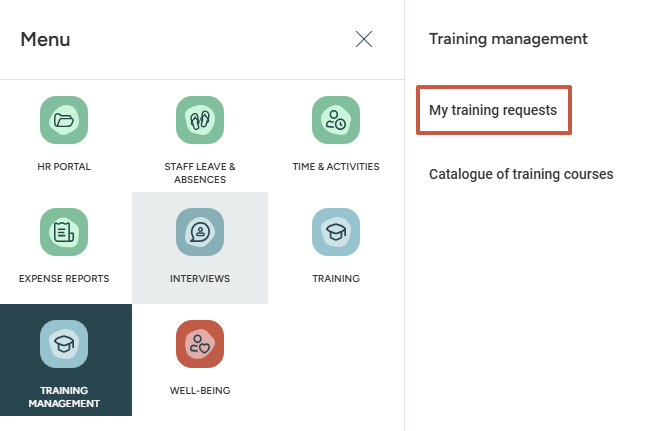 Menu
HR PORTAL
STAFF LEAVE &
ABSENCES
TIME & ACTIVITIES
EXPENSE REPORTS
INTERVIEWS
TRAINING
TRAINING
MANAGEMENT
WELL-BEING
Training management
My training requests
Catalogue of training courses